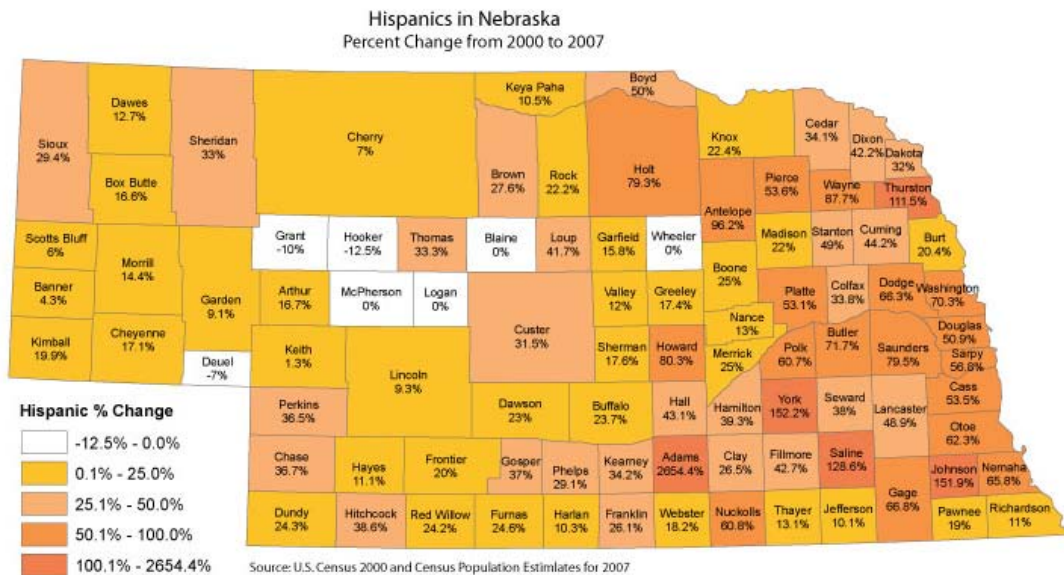 Hispanics in Nebraska
Percent Change from 2000 to 2007
Sioux
29.4%
Dawes
12.7%
Box Butte
16.6%
Sheridan
33%
Cherry
7%
Keya Paha
10.5%
Boyd
50%
Brown
27.6%
Rock
22.2%
Holt
79.3%
Knox
22.4%
Cedar
34.1%
Dixon
42.2%
Dakota
32%
Antelope
96.2%
Pierce
53.6%
Wayne
87.7%
Thurston
111.5%
Scotts Bluff
6%
Banner
4.3%
Kimball
19.9%
Morrill
14.4%
Cheyenne
17.1%
Garden
9.1%
Deuel
-7%
Grant
-10%
Hooker
-12.5%
Thomas
33.3%
Blaine
0%
Loup
41.7%
Garfield
15.8%
Wheeler
0%
Madison
22%
Stanton
49%
Cuming
44.2%
Burt
20.4%
Arthur
16.7%
McPherson
0%
Logan
0%
Custer
31.5%
Valley
12%
Greeley
17.4%
Boone
25%
Platte
53.1%
Colfax
33.8%
Dodge
66.3%
Washington
70.3%
Keith
1.3%
Lincoln
9.3%
Sherman
17.6%
Howard
80.3%
Nance
13%
Merrick
25%
Polk
60.7%
Butler
71.7%
Saunders
79.5%
Douglas
50.9%
Sarpy
56.8%
Perkins
36.5%
Dawson
23%
Buffalo
23.7%
Hall
43.1%
Hamilton
39.3%
York
152.2%
Seward
38%
Lancaster
48.9%
Cass
53.5%
Otoe
62.3%
Chase
36.7%
Hayes
11.1%
Frontier
20%
Gosper
37%
Phelps
29.1%
Kearney
34.2%
Adams
2654.4%
Clay
26.5%
Fillmore
42.7%
Saline
128.6%
Johnson
151.9%
Nemaha
65.8%
Dundy
24.3%
Hitchcock
38.6%
Red Willow
24.2%
Furnas
24.6%
Harlan
10.3%
Franklin
26.1%
Webster
18.2%
Nuckolls
60.8%
Thayer
13.1%
Jefferson
10.1%
Gage
66.8%
Pawnee
19%
Richardson
11%
Hispanic % Change
-12.5% - 0.0%
0.1% - 25.0%
25.1% - 50.0%
50.1% - 100.0%
100.1% - 2654.4%
Source: U.S. Census 2000 and Census Population Estimlates for 2007